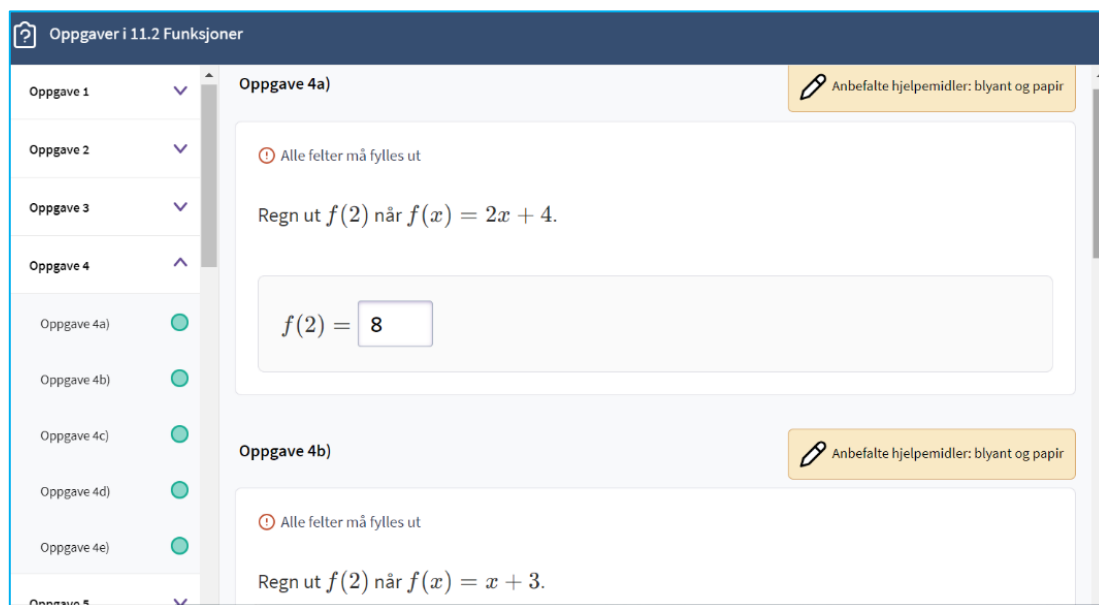 Oppgaver i 11.2 Funksjoner
Oppgave 1
Oppgave 2
Oppgave 3
Oppgave 4
Oppgave 4a)
Oppgave 4b)
Oppgave 4c)
Oppgave 4d)
Oppgave 4e)
Oppgave 5
Oppgave 4a)
Anbefalte hjelpemidler: blyant og papir
Alle felter må fylles ut
Regn ut f(2) når f(x) = 2x + 4.
f(2) = 8
Oppgave 4b)
Anbefalte hjelpemidler: blyant og papir
Alle felter må fylles ut
Regn ut f(2) når f(x) = x + 3.